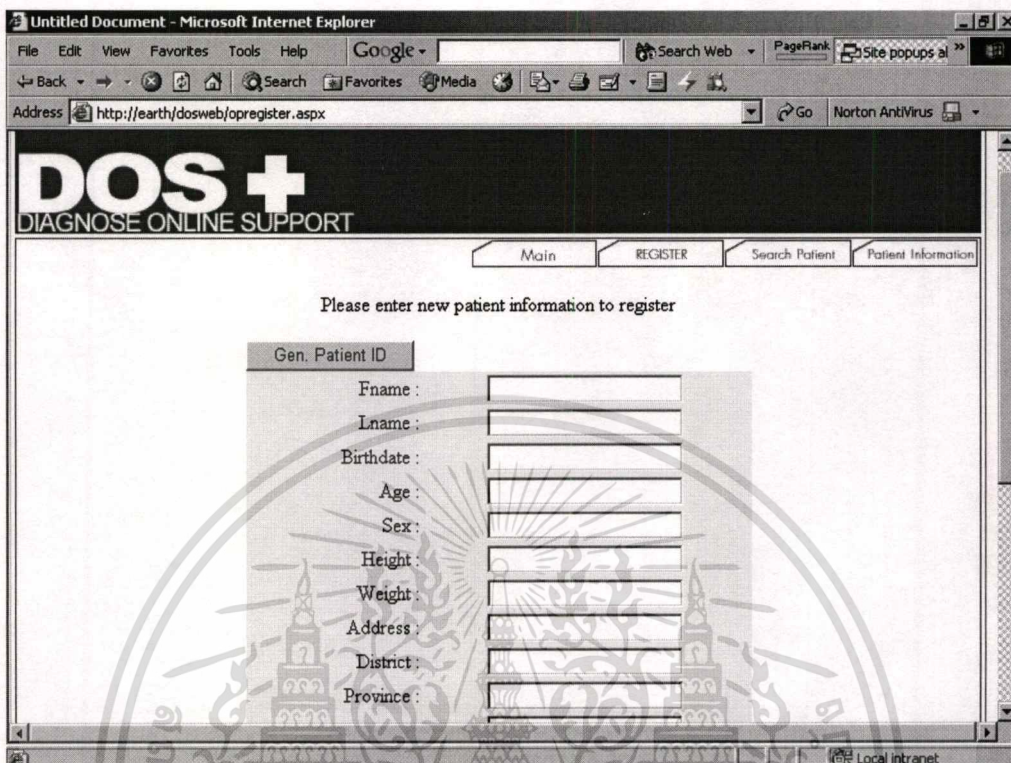 Untitled Document - Microsoft Internet Explorer
File Edit View Favorites Tools Help Google Search Web PageRank Site popups al
Back Search Favorites Media
Address http://earth/dosweb/opregister.aspx Go Norton AntiVirus
DOS +
DIAGNOSE ONLINE SUPPORT
Main REGISTER Search Patient Patient Information
Please enter new patient information to register
Gen. Patient ID
Fname :
Lname :
Birthdate :
Age :
Sex :
Height :
Weight :
Address :
District :
Province :
Local intranet